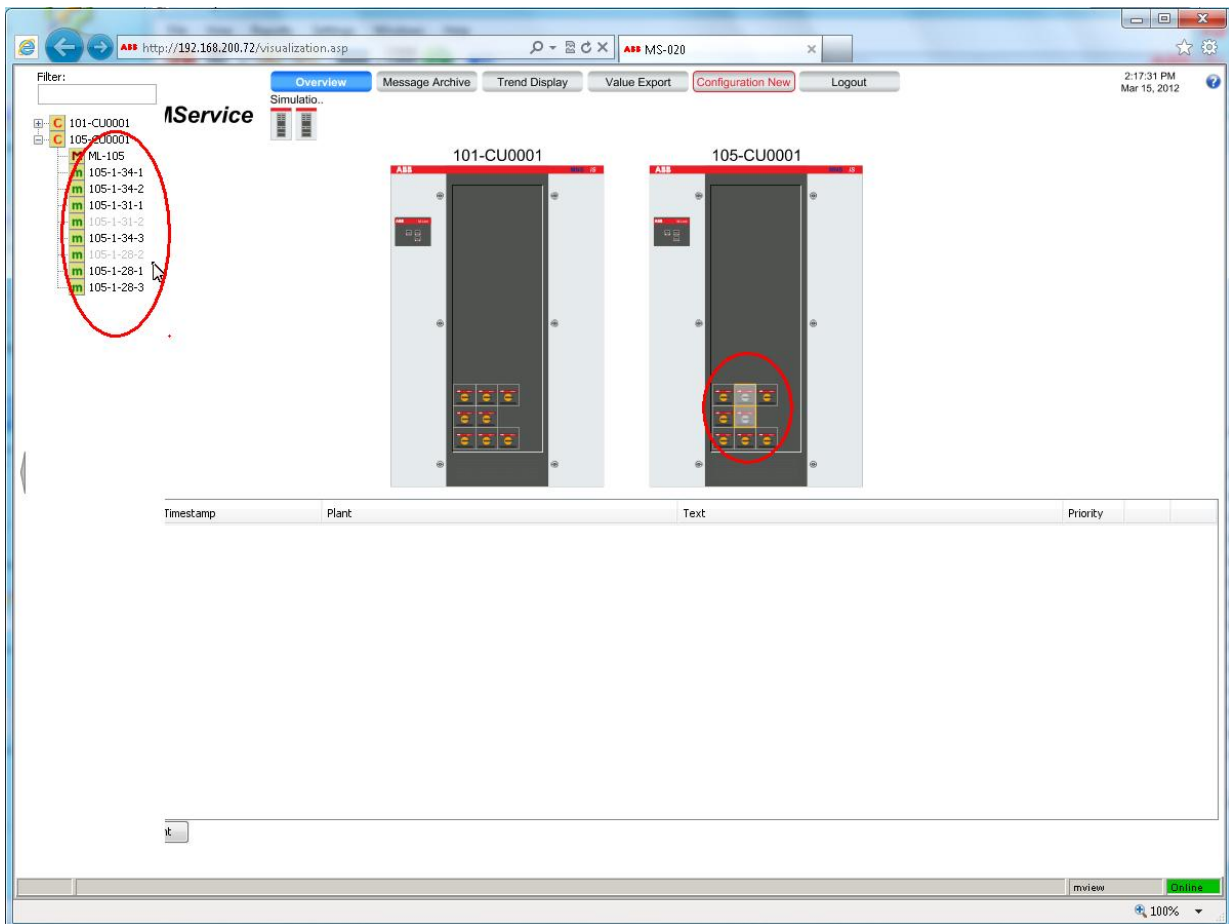 ABB http://192.168.200.72/visualization.asp
ABB MS-020
Filter:
Overview
Message Archive
Trend Display
Value Export
Configuration New
Logout
2:17:31 PM
Mar 15, 2012
Simulatio..
MService
C 101-CU0001
C 105-CU0001
M ML-105
m 105-1-34-1
m 105-1-34-2
m 105-1-31-1
m 105-1-31-2
m 105-1-34-3
m 105-1-28-2
m 105-1-28-1
m 105-1-28-3
101-CU0001
105-CU0001
ABB
ABB
Timestamp
Plant
Text
Priority
nt
mview
Online
100%